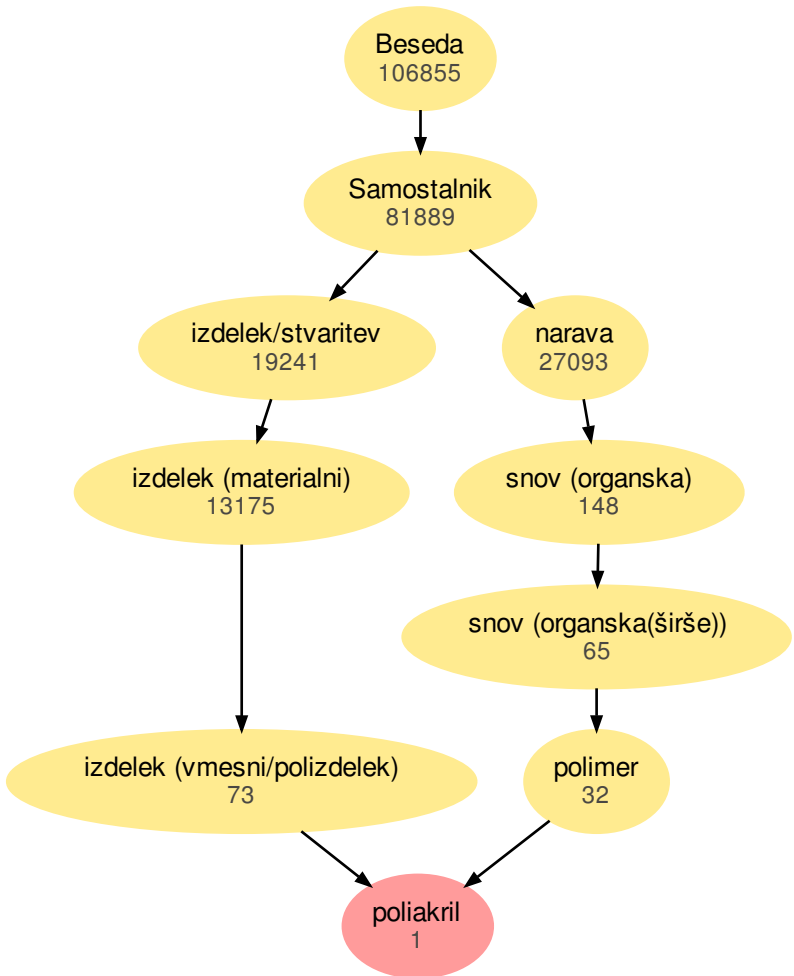 Beseda
106855
Samostalnik
81889
izdelek/stvaritev
19241
narava
27093
izdelek (materialni)
13175
snov (organska)
148
snov (organska(širše))
65
izdelek (vmesni/polizdelek)
73
polimer
32
poliakril
1